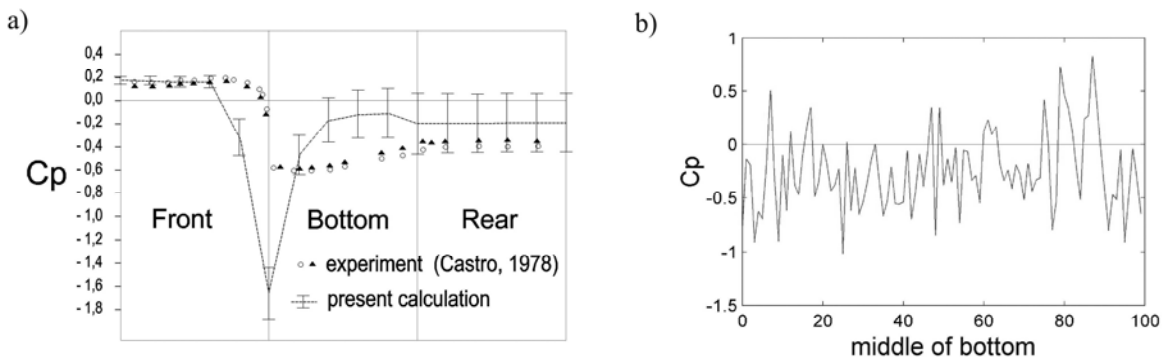 a)
0,4
0,2
0,0
- 0,2
- 0,4
- 0,6
- 0,8
- 1,0
- 1,2
- 1,4
- 1,6
- 1,8
Cp
Front
Bottom
Rear
experiment (Castro, 1978)
present calculation
b)
1
0.5
0
-0.5
-1
-1.5
Cp
0
20
40
60
80
100
middle of bottom